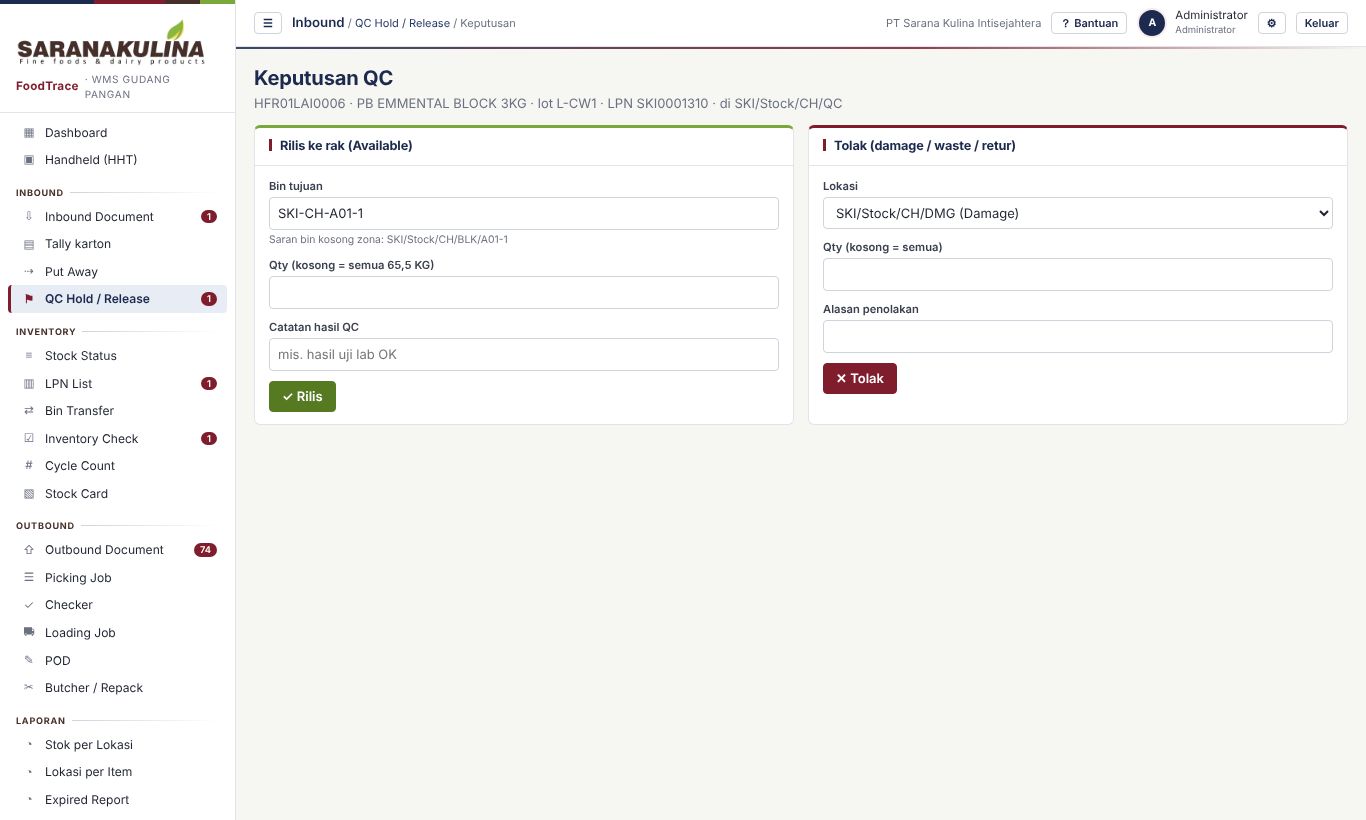 SARANAKULINA
Fine foods & dairy products
FoodTrace · WMS GUDANG PANGAN
Dashboard
Handheld (HHT)
INBOUND
Inbound Document 1
Tally karton
Put Away
QC Hold / Release 1
INVENTORY
Stock Status
LPN List 1
Bin Transfer
Inventory Check 1
# Cycle Count
Stock Card
OUTBOUND
Outbound Document 74
Picking Job
Checker
Loading Job
POD
Butcher / Repack
LAPORAN
Stok per Lokasi
Lokasi per Item
Expired Report
Inbound / QC Hold / Release / Keputusan
PT Sarana Kulina Intisejahtera
? Bantuan
A
Administrator
Administrator
Keluar
Keputusan QC
HFR01LAI0006 · PB EMMENTAL BLOCK 3KG · lot L-CW1 · LPN SKI0001310 · di SKI/Stock/CH/QC
Rilis ke rak (Available)
Bin tujuan
SKI-CH-A01-1
Saran bin kosong zona: SKI/Stock/CH/BLK/A01-1
Qty (kosong = semua 65,5 KG)
Catatan hasil QC
mis. hasil uji lab OK
✓ Rilis
Tolak (damage / waste / retur)
Lokasi
SKI/Stock/CH/DMG (Damage)
Qty (kosong = semua)
Alasan penolakan
✕ Tolak